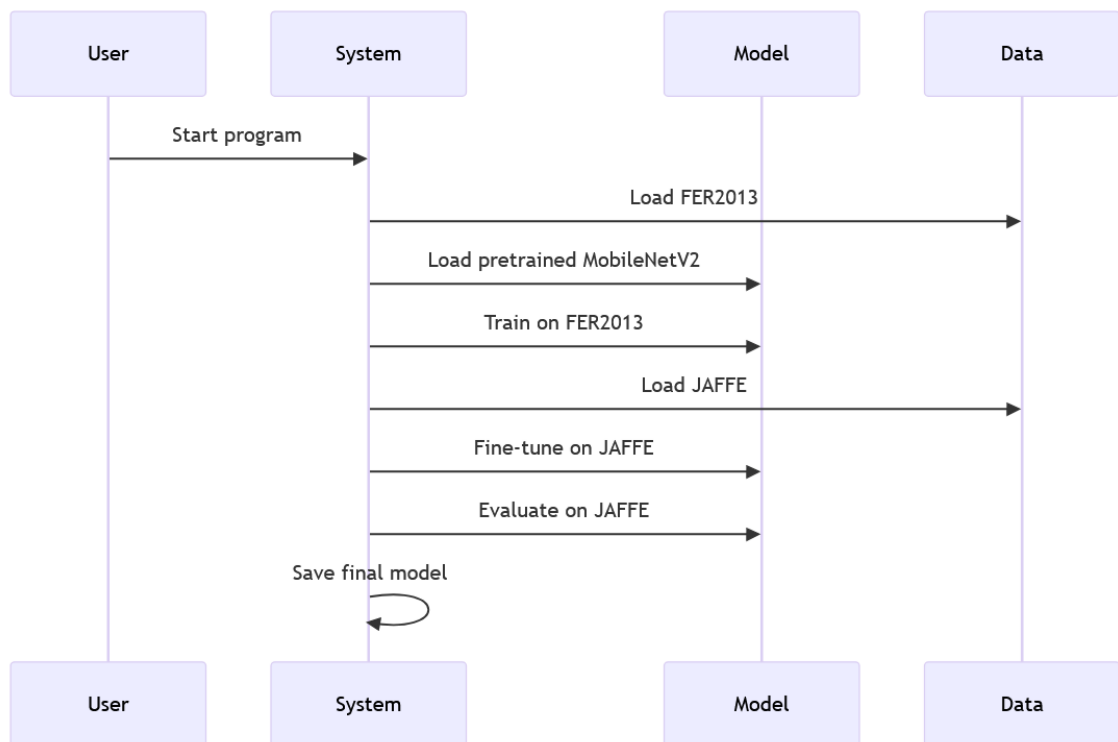 User
System
Model
Data
Start program
Load FER2013
Load pretrained MobileNetV2
Train on FER2013
Load JAFFE
Fine-tune on JAFFE
Evaluate on JAFFE
Save final model
User
System
Model
Data